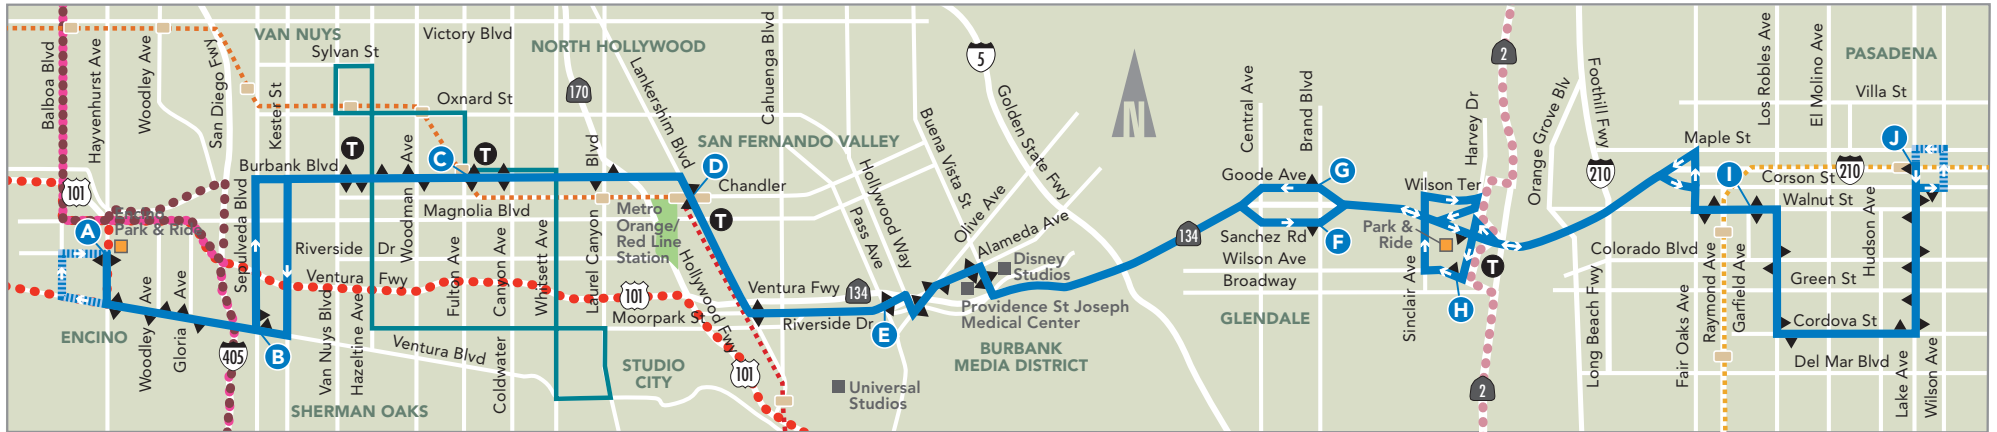 VAN NUYS
Sylvan St
Victory Blvd
NORTH HOLLYWOOD
Balboa Blvd
Hayvenhurst Ave
Woodley Ave
San Diego Fwy
Kester St
Oxnard St
170
Lankershim Blvd
Cahuenga Blvd
5
Golden State Fwy
N
SAN FERNANDO VALLEY
Buena Vista St
Hollywood Way
Pass Ave
Olive Ave
Alameda Ave
Burbank Blvd
T
C
T
Ave
Woodman
Blvd
Laurel Canyon
D
Chandler
T
101
A
Encino
Park & Ride
Sepulveda Blvd
Magnolia Blvd
Riverside Dr
Ventura Fwy
Fulton Ave
Canyon Ave
Coldwater
Whitsett Ave
Metro
Orange/
Red Line
Station
Hollywood Fwy
101
Moorpark St
Ventura Fwy
134
Riverside Dr
E
Disney
Studios
Providence St Joseph
Medical Center
BURBANK
MEDIA DISTRICT
ENCINO
Woodley Ave
Gloria Ave
405
B
Van Nuys Blvd
Hazeltine Ave
Ventura Blvd
SHERMAN OAKS
STUDIO
CITY
101
Universal
Studios
Central Ave
Brand Blvd
Goode Ave
G
134
Sanchez Rd
F
Wilson Ave
Broadway
GLENDALE
Harvey Dr
2
Wilson Ter
Park &
Ride
T
Sinclair Ave
H
2
Orange Grove Blv
Foothill Fwy
210
Long Beach Fwy
Colorado Blvd
Maple St
Los Robles Ave
El Molino Ave
PASADENA
Villa St
J
I
Corson St
210
Walnut St
Hudson Ave
Green St
Fair Oaks Ave
Raymond Ave
Garfield Ave
Cordova St
Del Mar Blvd
Lake Ave
Wilson Ave